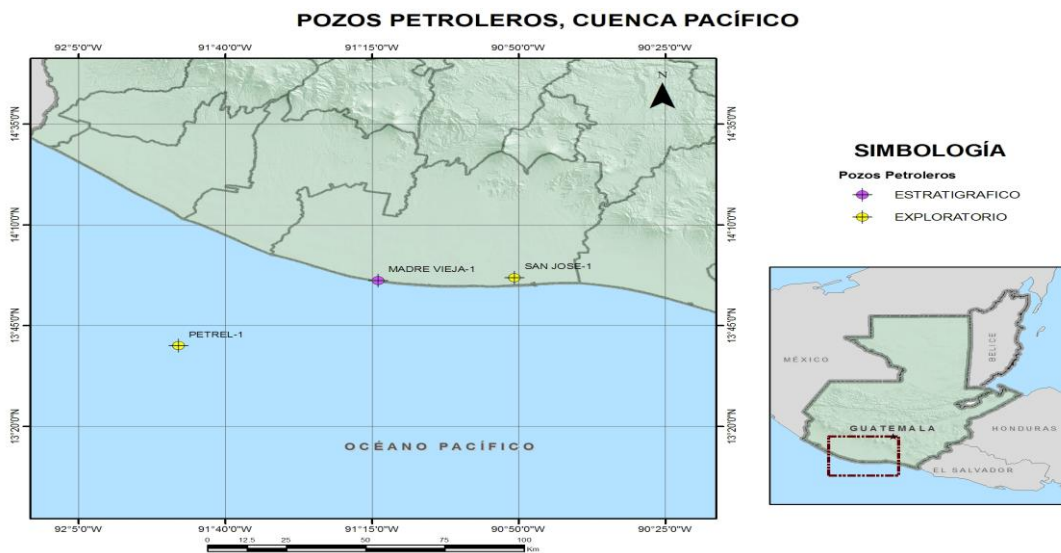 POZOS PETROLEROS, CUENCA PACÍFICO
92°5'0"W 91°40'0"W 91°15'0"W 90°50'0"W 90°25'0"W
N
14°35'0"N 14°35'0"N
14°10'0"N 14°10'0"N
MADRE VIEJA-1 SAN JOSE-1
13°45'0"N 13°45'0"N
PETREL-1
13°20'0"N 13°20'0"N
OCÉANO PACÍFICO
92°5'0"W 91°40'0"W 91°15'0"W 90°50'0"W 90°25'0"W
0 12.5 25 50 75 100
Km
SIMBOLOGÍA
Pozos Petroleros
ESTRATIGRAFICO
EXPLORATORIO
MÉXICO
BELICE
GUATEMALA
HONDURAS
EL SALVADOR